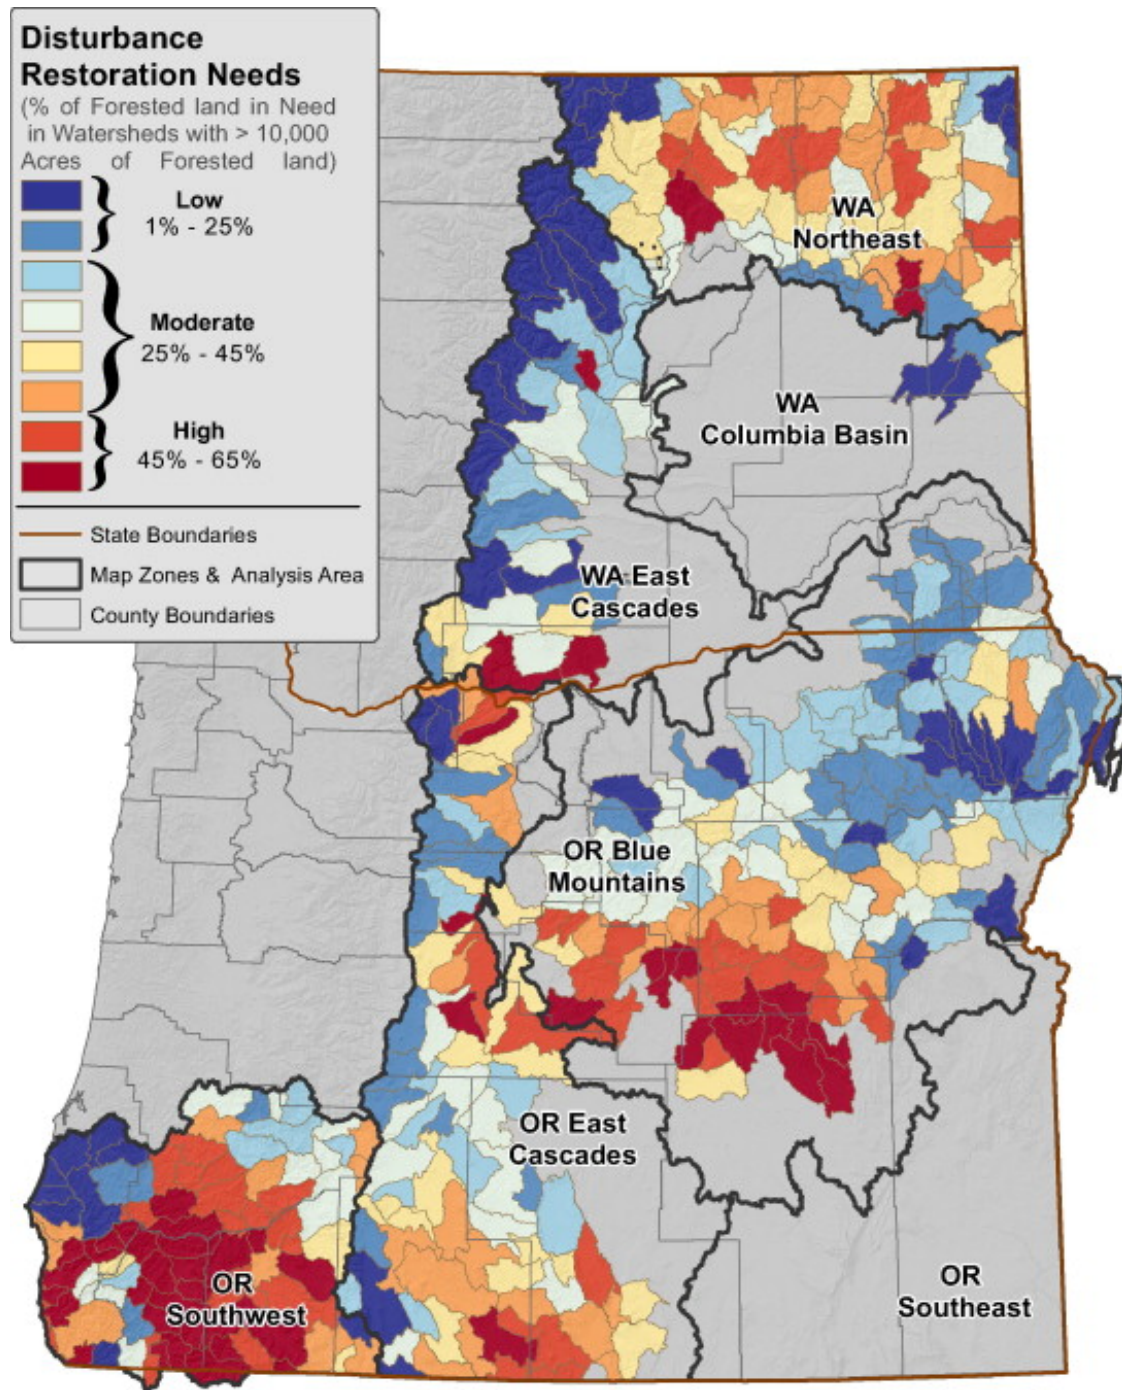 Disturbance
Restoration Needs
(% of Forested land in Need
in Watersheds with > 10,000
Acres of Forested land)
Low
1% - 25%
Moderate
25% - 45%
High
45% - 65%
State Boundaries
Map Zones & Analysis Area
County Boundaries
WA
Northeast
WA
Columbia Basin
WA East
Cascades
OR Blue
Mountains
OR East
Cascades
OR
Southwest
OR
Southeast